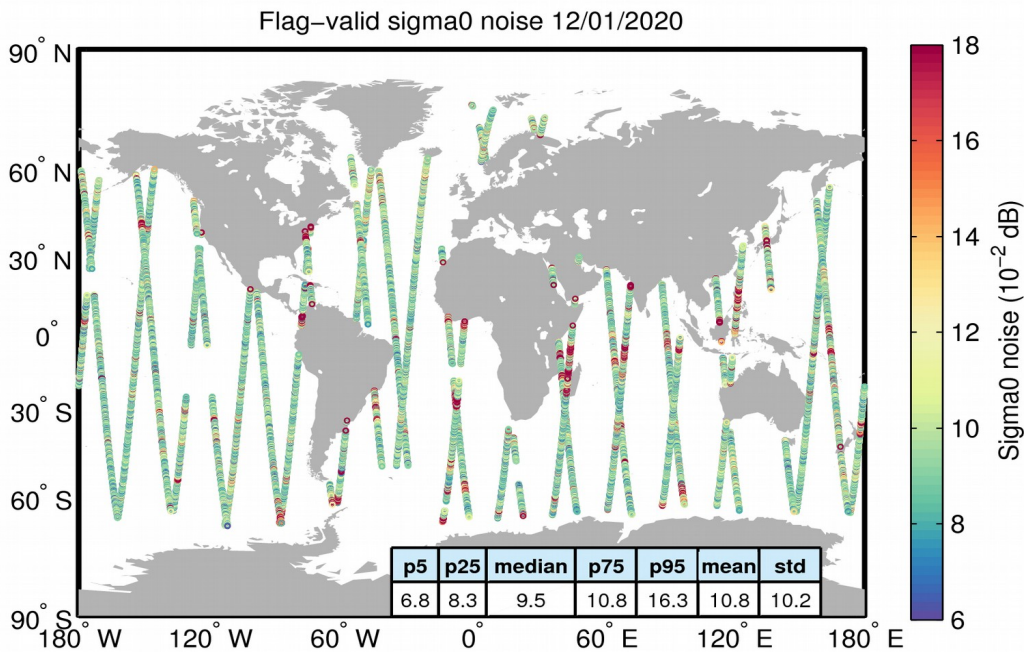 Flag−valid sigma0 noise 12/01/2020
90° N
60° N
30° N
0°
30° S
60° S
90° S
180° W
120° W
60° W
0°
60° E
120° E
180° E
p5 p25 median p75 p95 mean std
6.8 8.3 9.5 10.8 16.3 10.8 10.2
18
16
14
12
10
8
6
Sigma0 noise (10⁻² dB)